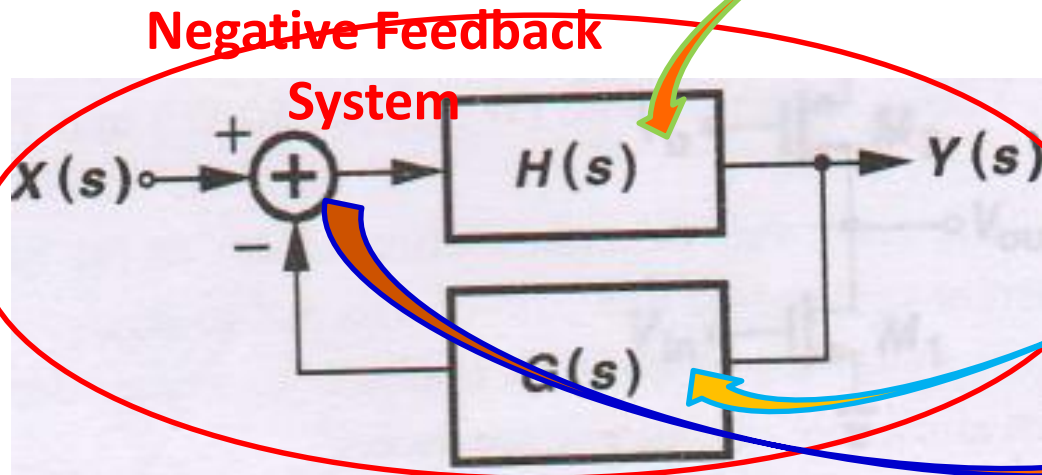 Negative Feedback
System
+
X(s) + H(s) Y(s)
−
G(s)